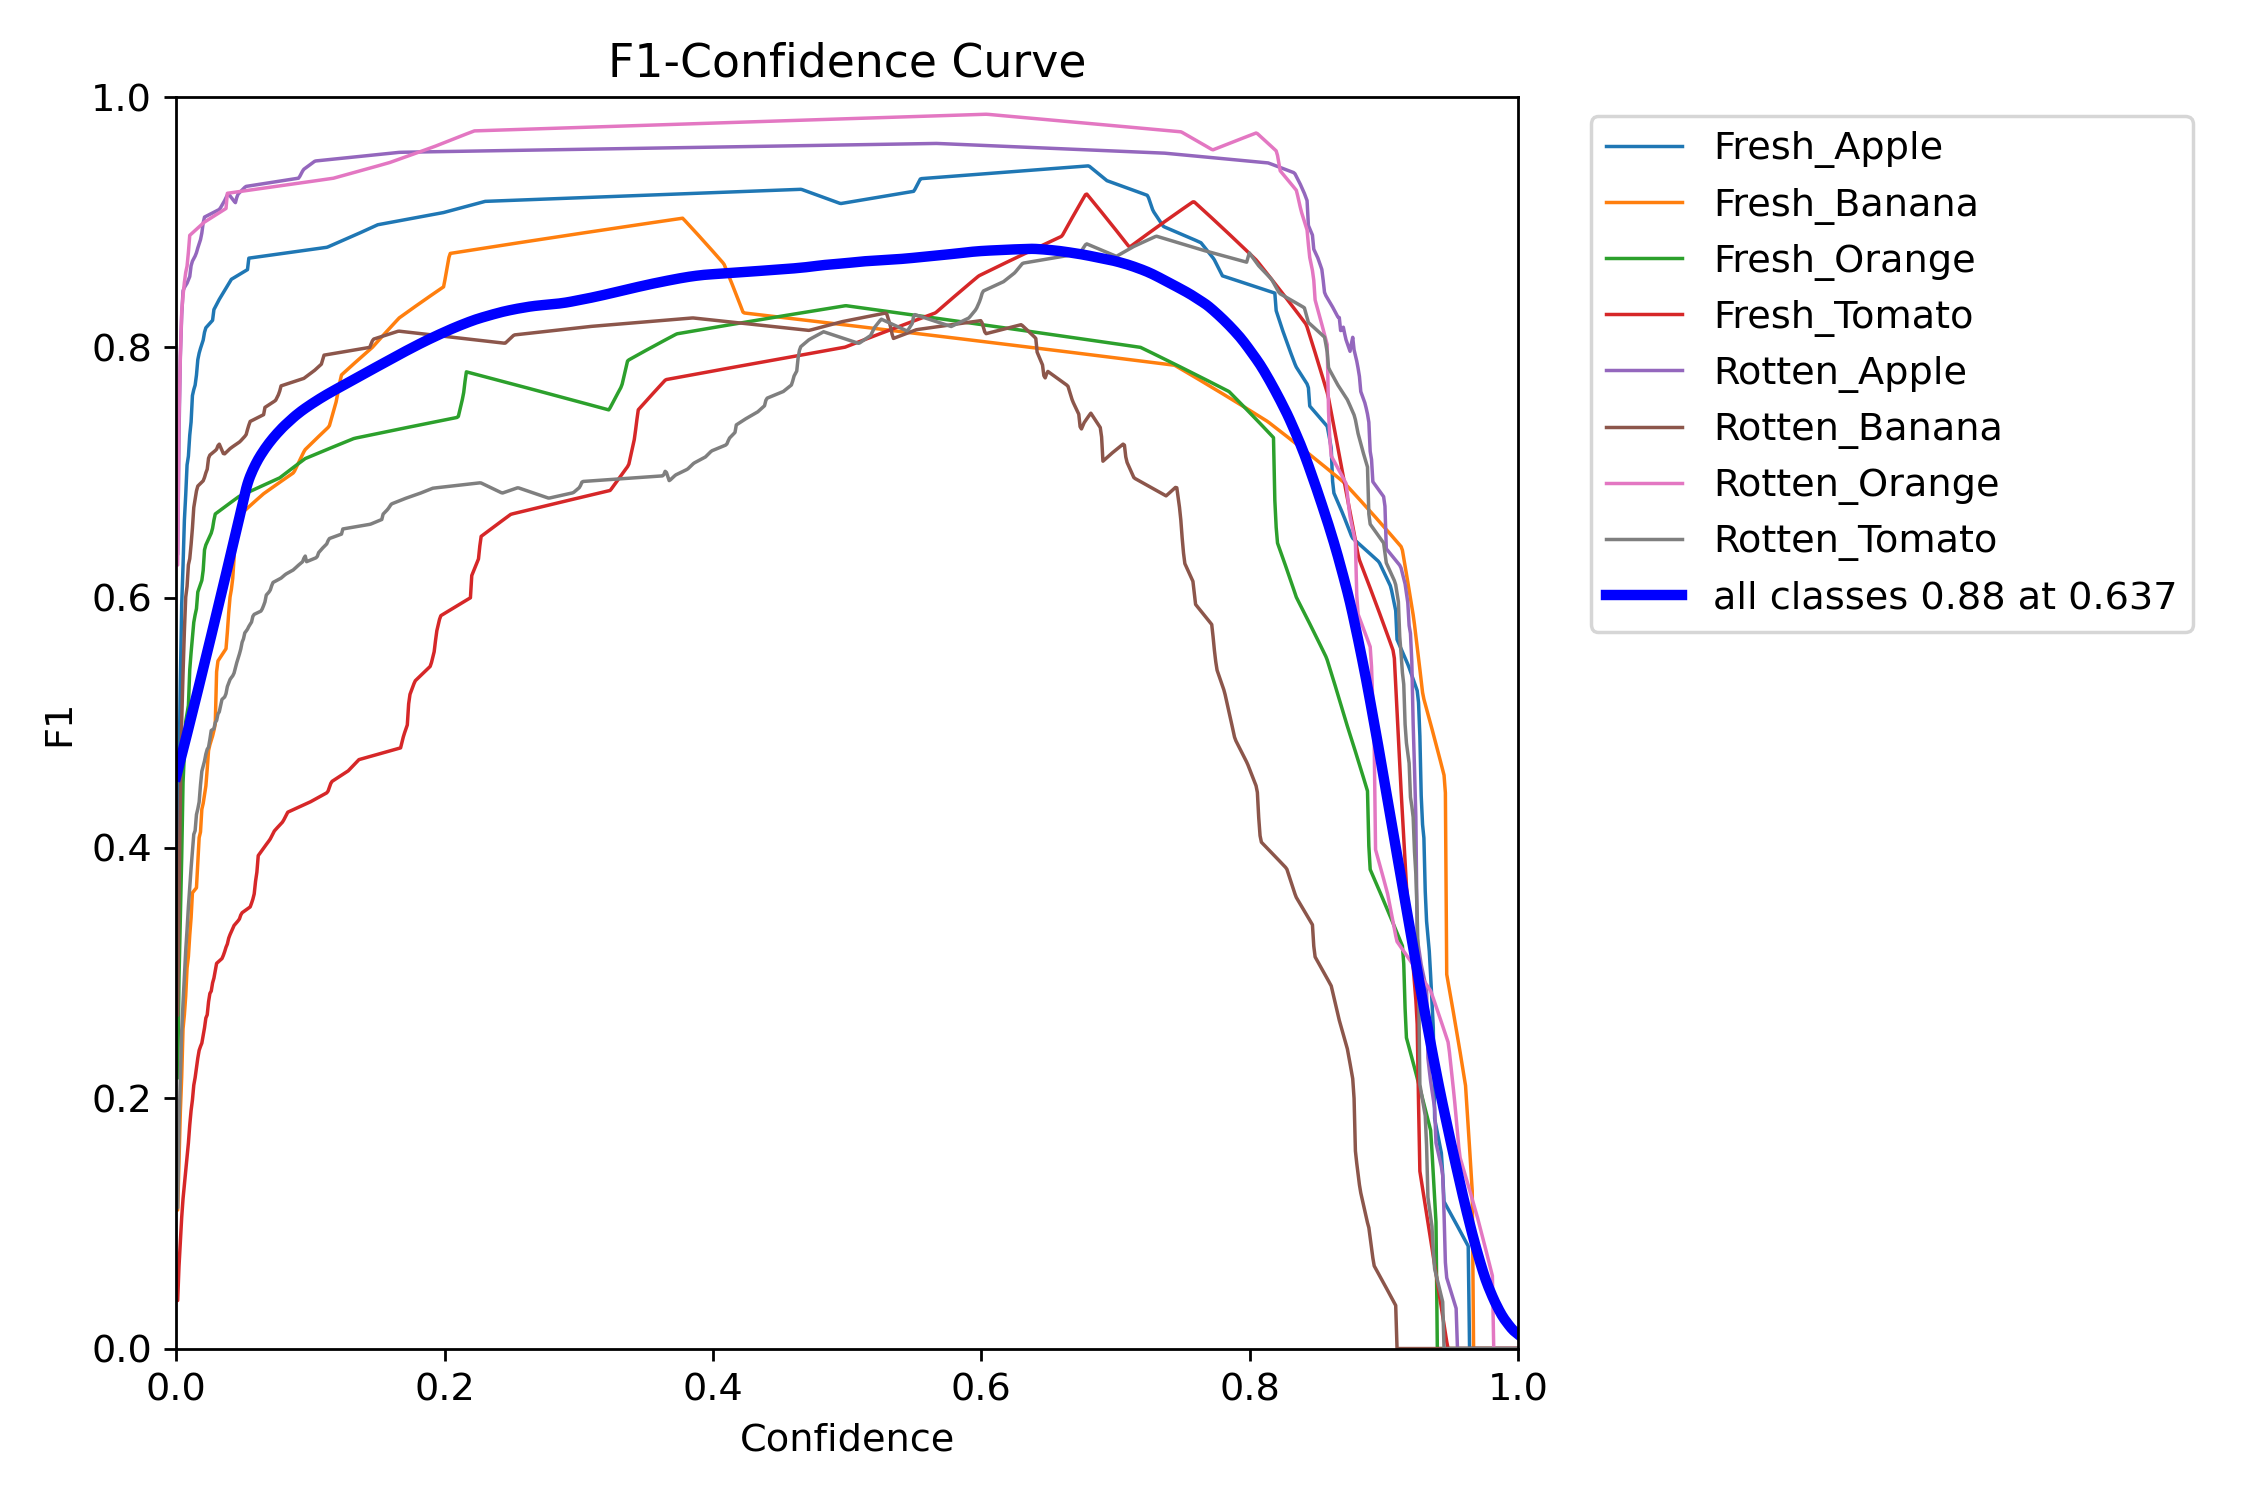 F1-Confidence Curve
1.0
0.8
0.6
0.4
0.2
0.0
F1
0.0 0.2 0.4 0.6 0.8 1.0
Confidence
Fresh_Apple
Fresh_Banana
Fresh_Orange
Fresh_Tomato
Rotten_Apple
Rotten_Banana
Rotten_Orange
Rotten_Tomato
all classes 0.88 at 0.637